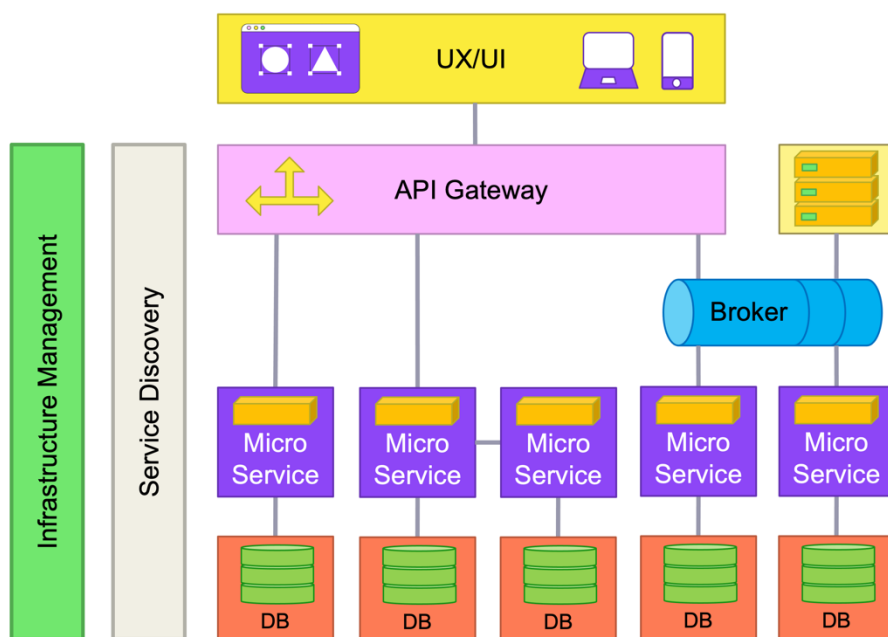 UX/UI
API Gateway
Infrastructure Management
Service Discovery
Broker
Micro
Service
Micro
Service
Micro
Service
Micro
Service
Micro
Service
DB
DB
DB
DB
DB